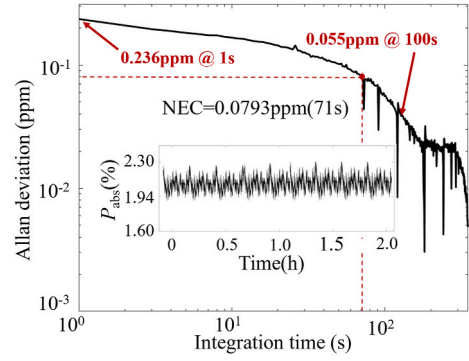 0.236ppm @ 1s
0.055ppm @ 100s
NEC=0.0793ppm(71s)
Allan deviation (ppm)
10⁻¹
10⁻²
10⁻³
P_abs(%)
2.30
1.94
1.60
0 0.5 1.0 1.5 2.0
Time(h)
10⁰ 10¹ 10²
Integration time (s)